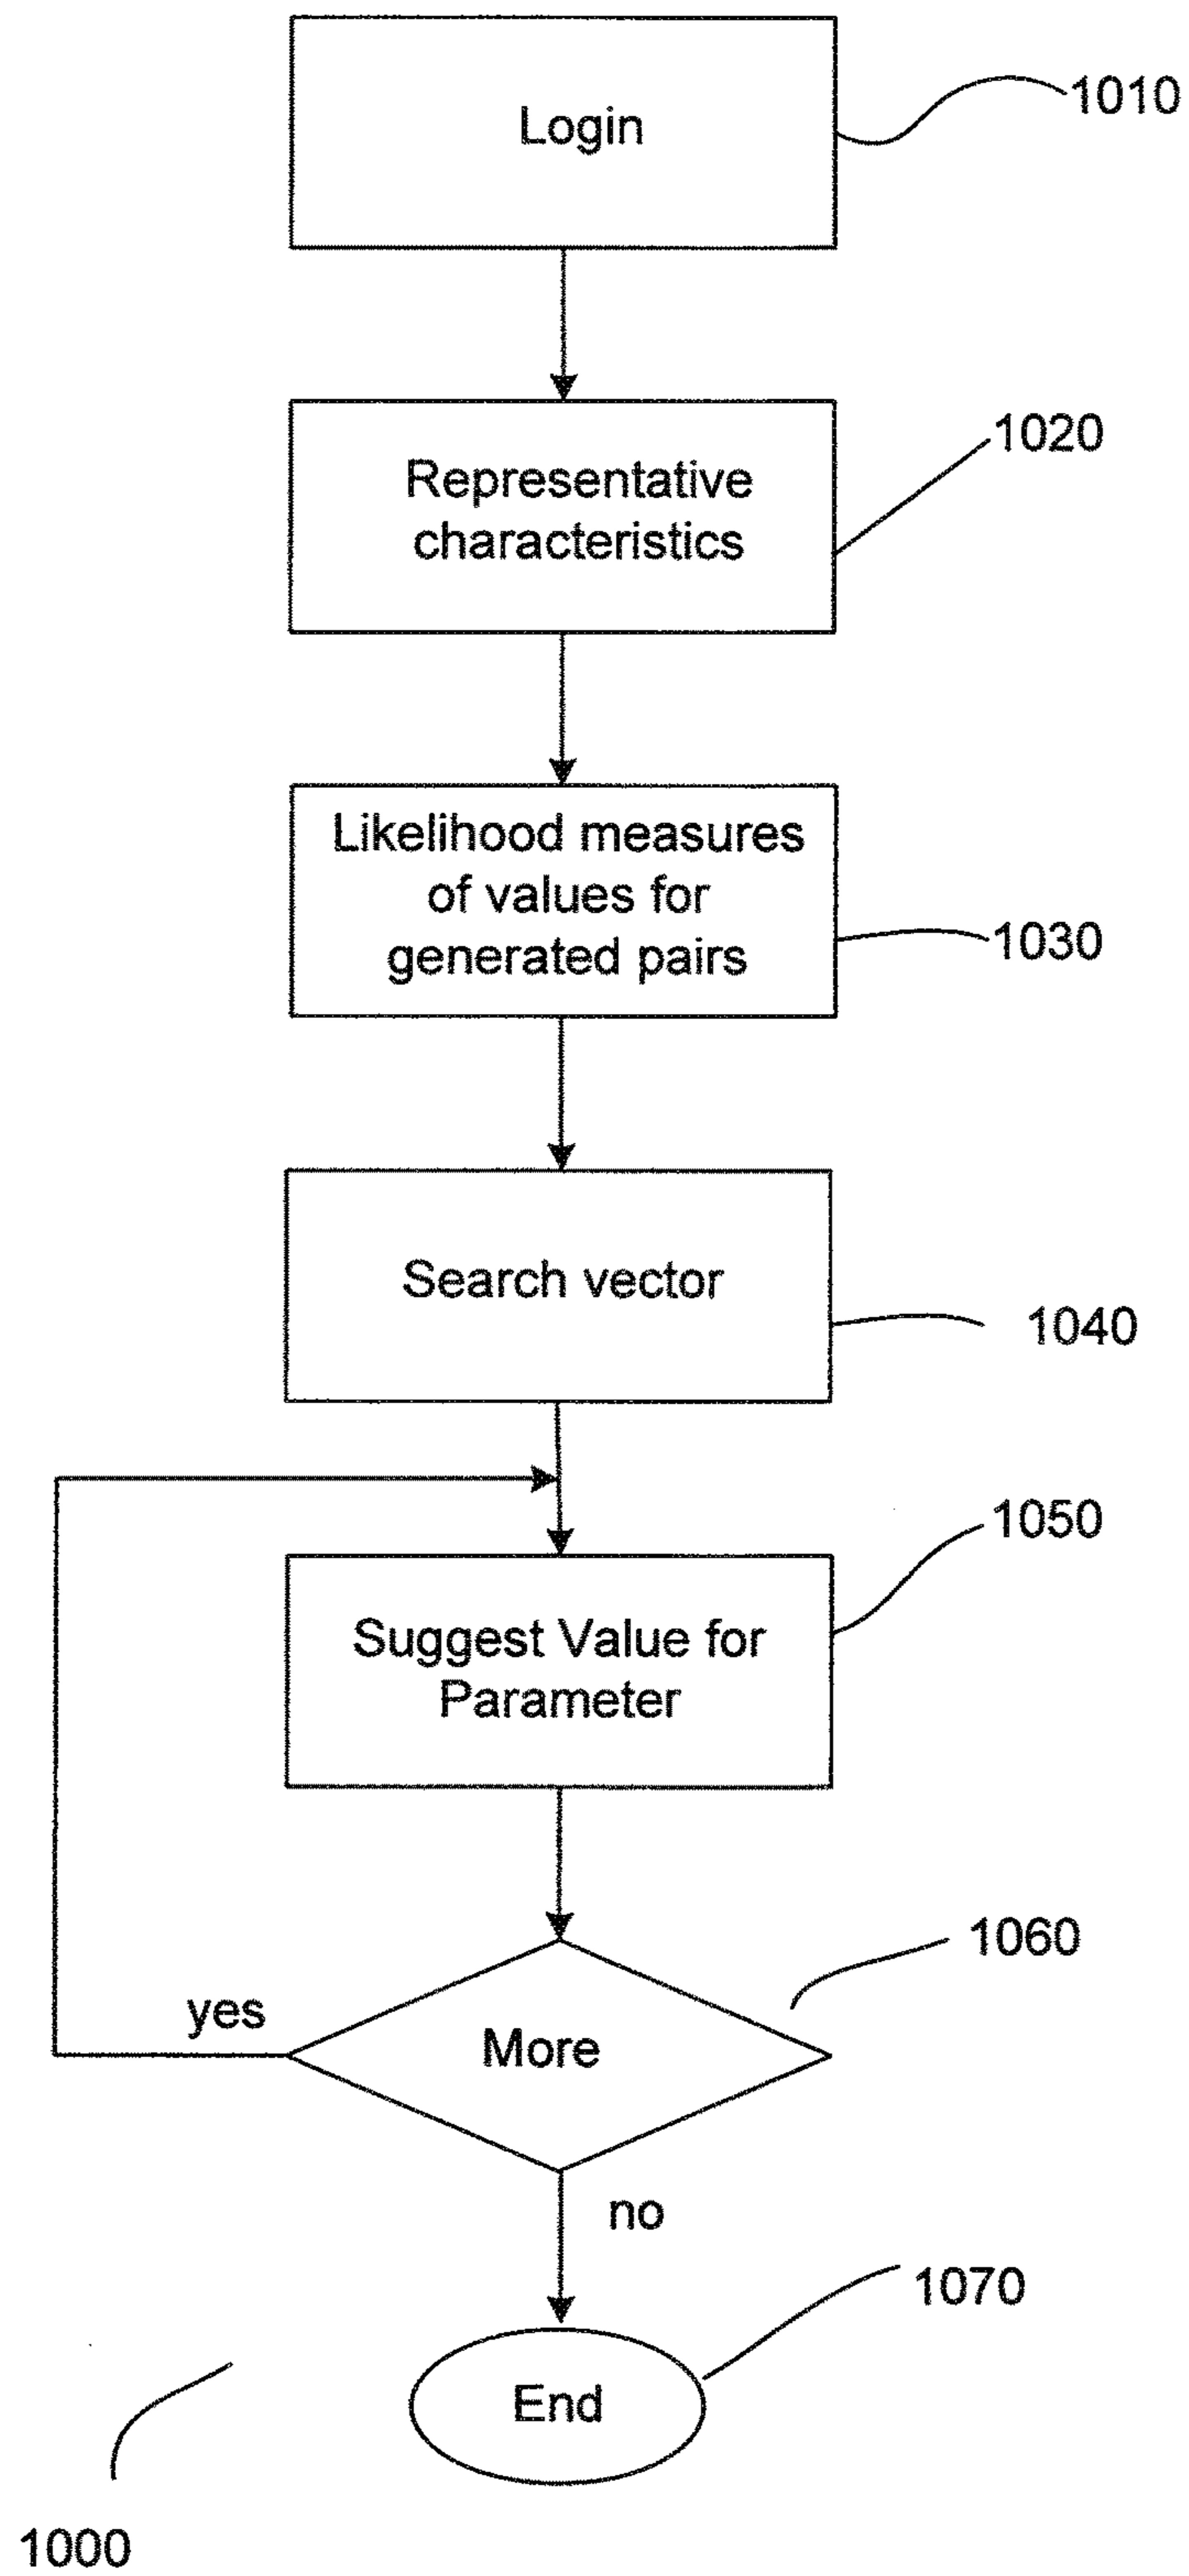 Login
1010
Representative
characteristics
1020
Likelihood measures
of values for
generated pairs
1030
Search vector
1040
Suggest Value for
Parameter
1050
More
1060
yes
no
End
1070
1000